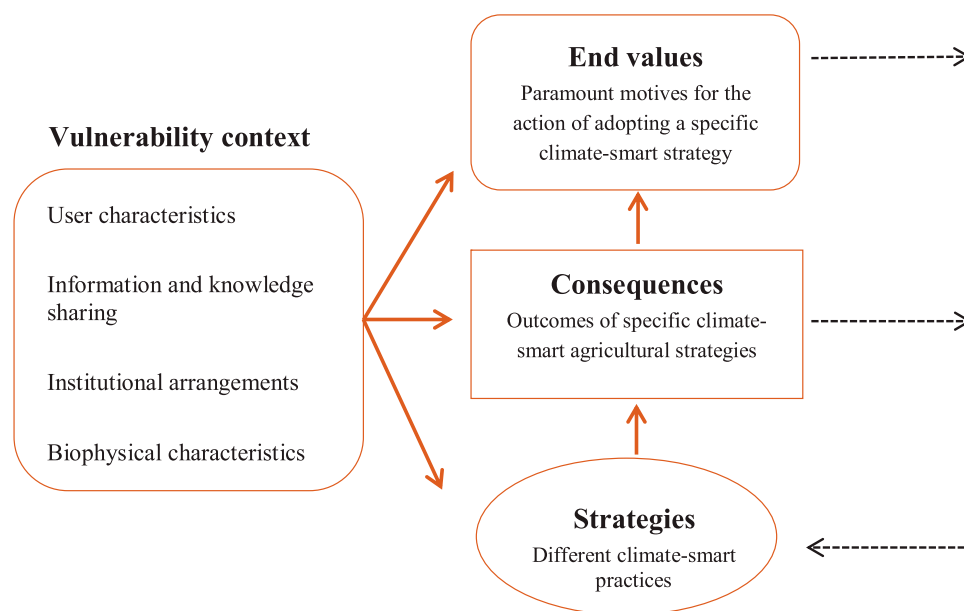 Vulnerability context
User characteristics
Information and knowledge
sharing
Institutional arrangements
Biophysical characteristics
End values
Paramount motives for the
action of adopting a specific
climate-smart strategy
Consequences
Outcomes of specific climate-
smart agricultural strategies
Strategies
Different climate-smart
practices